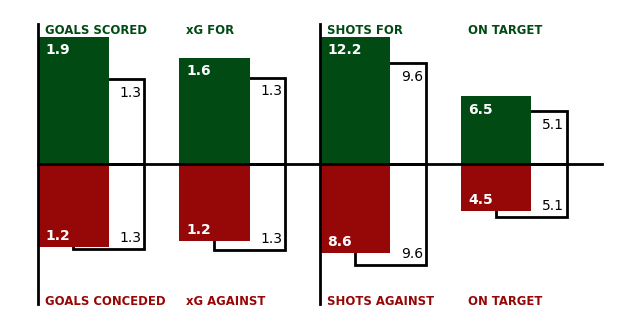 GOALS SCORED xG FOR SHOTS FOR ON TARGET
1.9 1.3 1.6 1.3 12.2 9.6 6.5 5.1
1.2 1.3 1.2 1.3 8.6 9.6 4.5 5.1
GOALS CONCEDED xG AGAINST SHOTS AGAINST ON TARGET